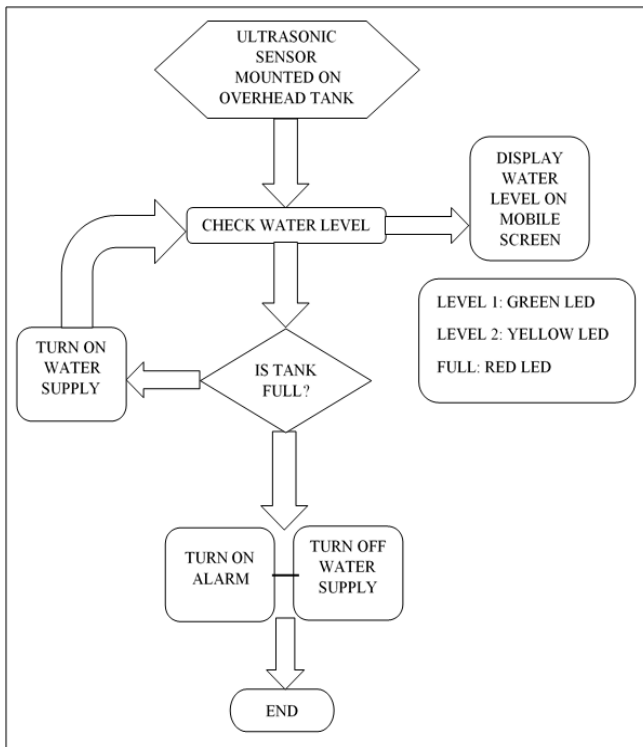 ULTRASONIC
SENSOR
MOUNTED ON
OVERHEAD TANK
CHECK WATER LEVEL
DISPLAY
WATER
LEVEL ON
MOBILE
SCREEN
LEVEL 1: GREEN LED
LEVEL 2: YELLOW LED
FULL: RED LED
TURN ON
WATER
SUPPLY
IS TANK
FULL?
TURN ON
ALARM
TURN OFF
WATER
SUPPLY
END